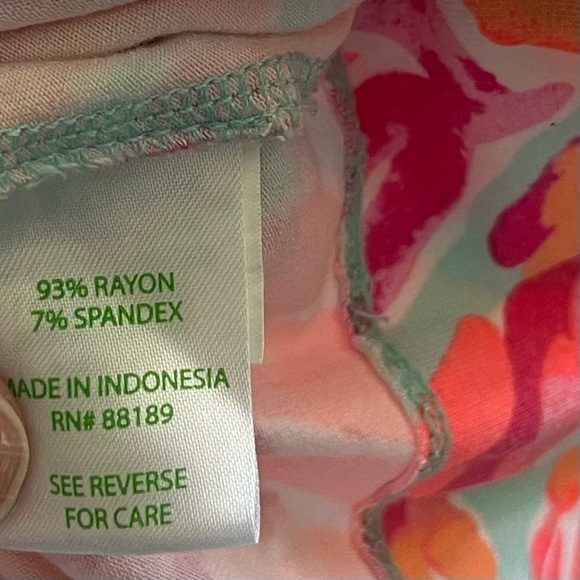 93% RAYON
7% SPANDEX
MADE IN INDONESIA
RN# 88189
SEE REVERSE
FOR CARE